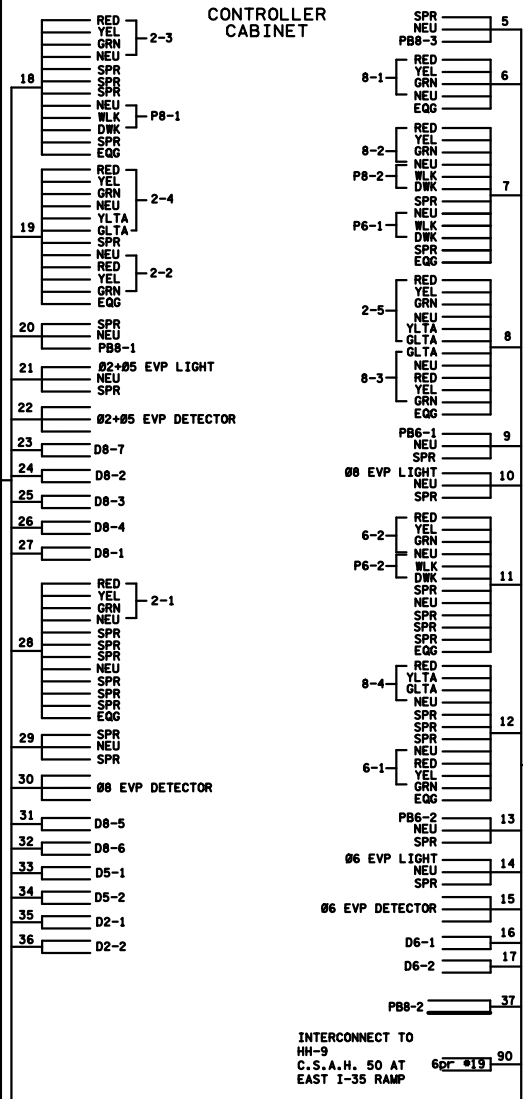 CONTROLLER
CABINET
18
RED
YEL
GRN
NEU
2-3
SPR
SPR
SPR
NEU
WLK
DWK
P8-1
SPR
EQG
19
RED
YEL
GRN
NEU
YLTA
GLTA
2-4
SPR
NEU
RED
YEL
GRN
2-2
EQG
20
SPR
NEU
PB8-1
21
Ø2+Ø5 EVP LIGHT
NEU
SPR
22
Ø2+Ø5 EVP DETECTOR
23
D8-7
24
D8-2
25
D8-3
26
D8-4
27
D8-1
28
RED
YEL
GRN
NEU
2-1
SPR
SPR
SPR
NEU
SPR
SPR
SPR
EQG
29
SPR
NEU
SPR
30
Ø8 EVP DETECTOR
31
D8-5
32
D8-6
33
D5-1
34
D5-2
35
D2-1
36
D2-2
SPR
NEU
PB8-3
5
8-1
RED
YEL
GRN
NEU
EQG
6
8-2
RED
YEL
GRN
NEU
P8-2
WLK
DWK
SPR
P6-1
NEU
WLK
DWK
SPR
EQG
7
2-5
RED
YEL
GRN
NEU
YLTA
GLTA
8-3
GLTA
NEU
RED
YEL
GRN
EQG
8
PB6-1
NEU
SPR
9
Ø8 EVP LIGHT
NEU
SPR
10
6-2
RED
YEL
GRN
NEU
P6-2
WLK
DWK
SPR
NEU
SPR
SPR
SPR
SPR
EQG
11
8-4
RED
YLTA
GLTA
NEU
SPR
SPR
SPR
6-1
NEU
RED
YEL
GRN
EQG
12
PB6-2
NEU
SPR
13
Ø6 EVP LIGHT
NEU
SPR
14
Ø6 EVP DETECTOR
15
D6-1
16
D6-2
17
PB8-2
37
INTERCONNECT TO
HH-9
C.S.A.H. 50 AT
EAST I-35 RAMP
6pr #19
90